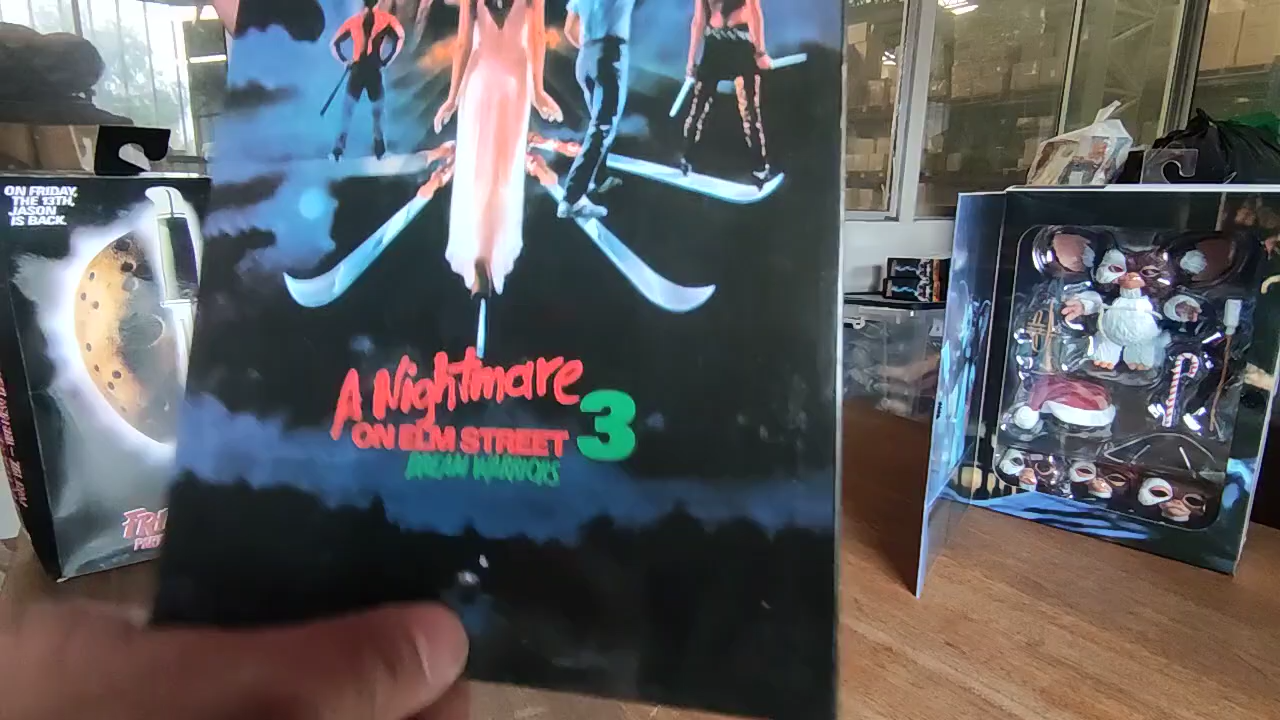 ON FRIDAY,
THE 13TH,
JASON
IS BACK.
A Nightmare
ON ELM STREET 3
DREAM WARRIORS